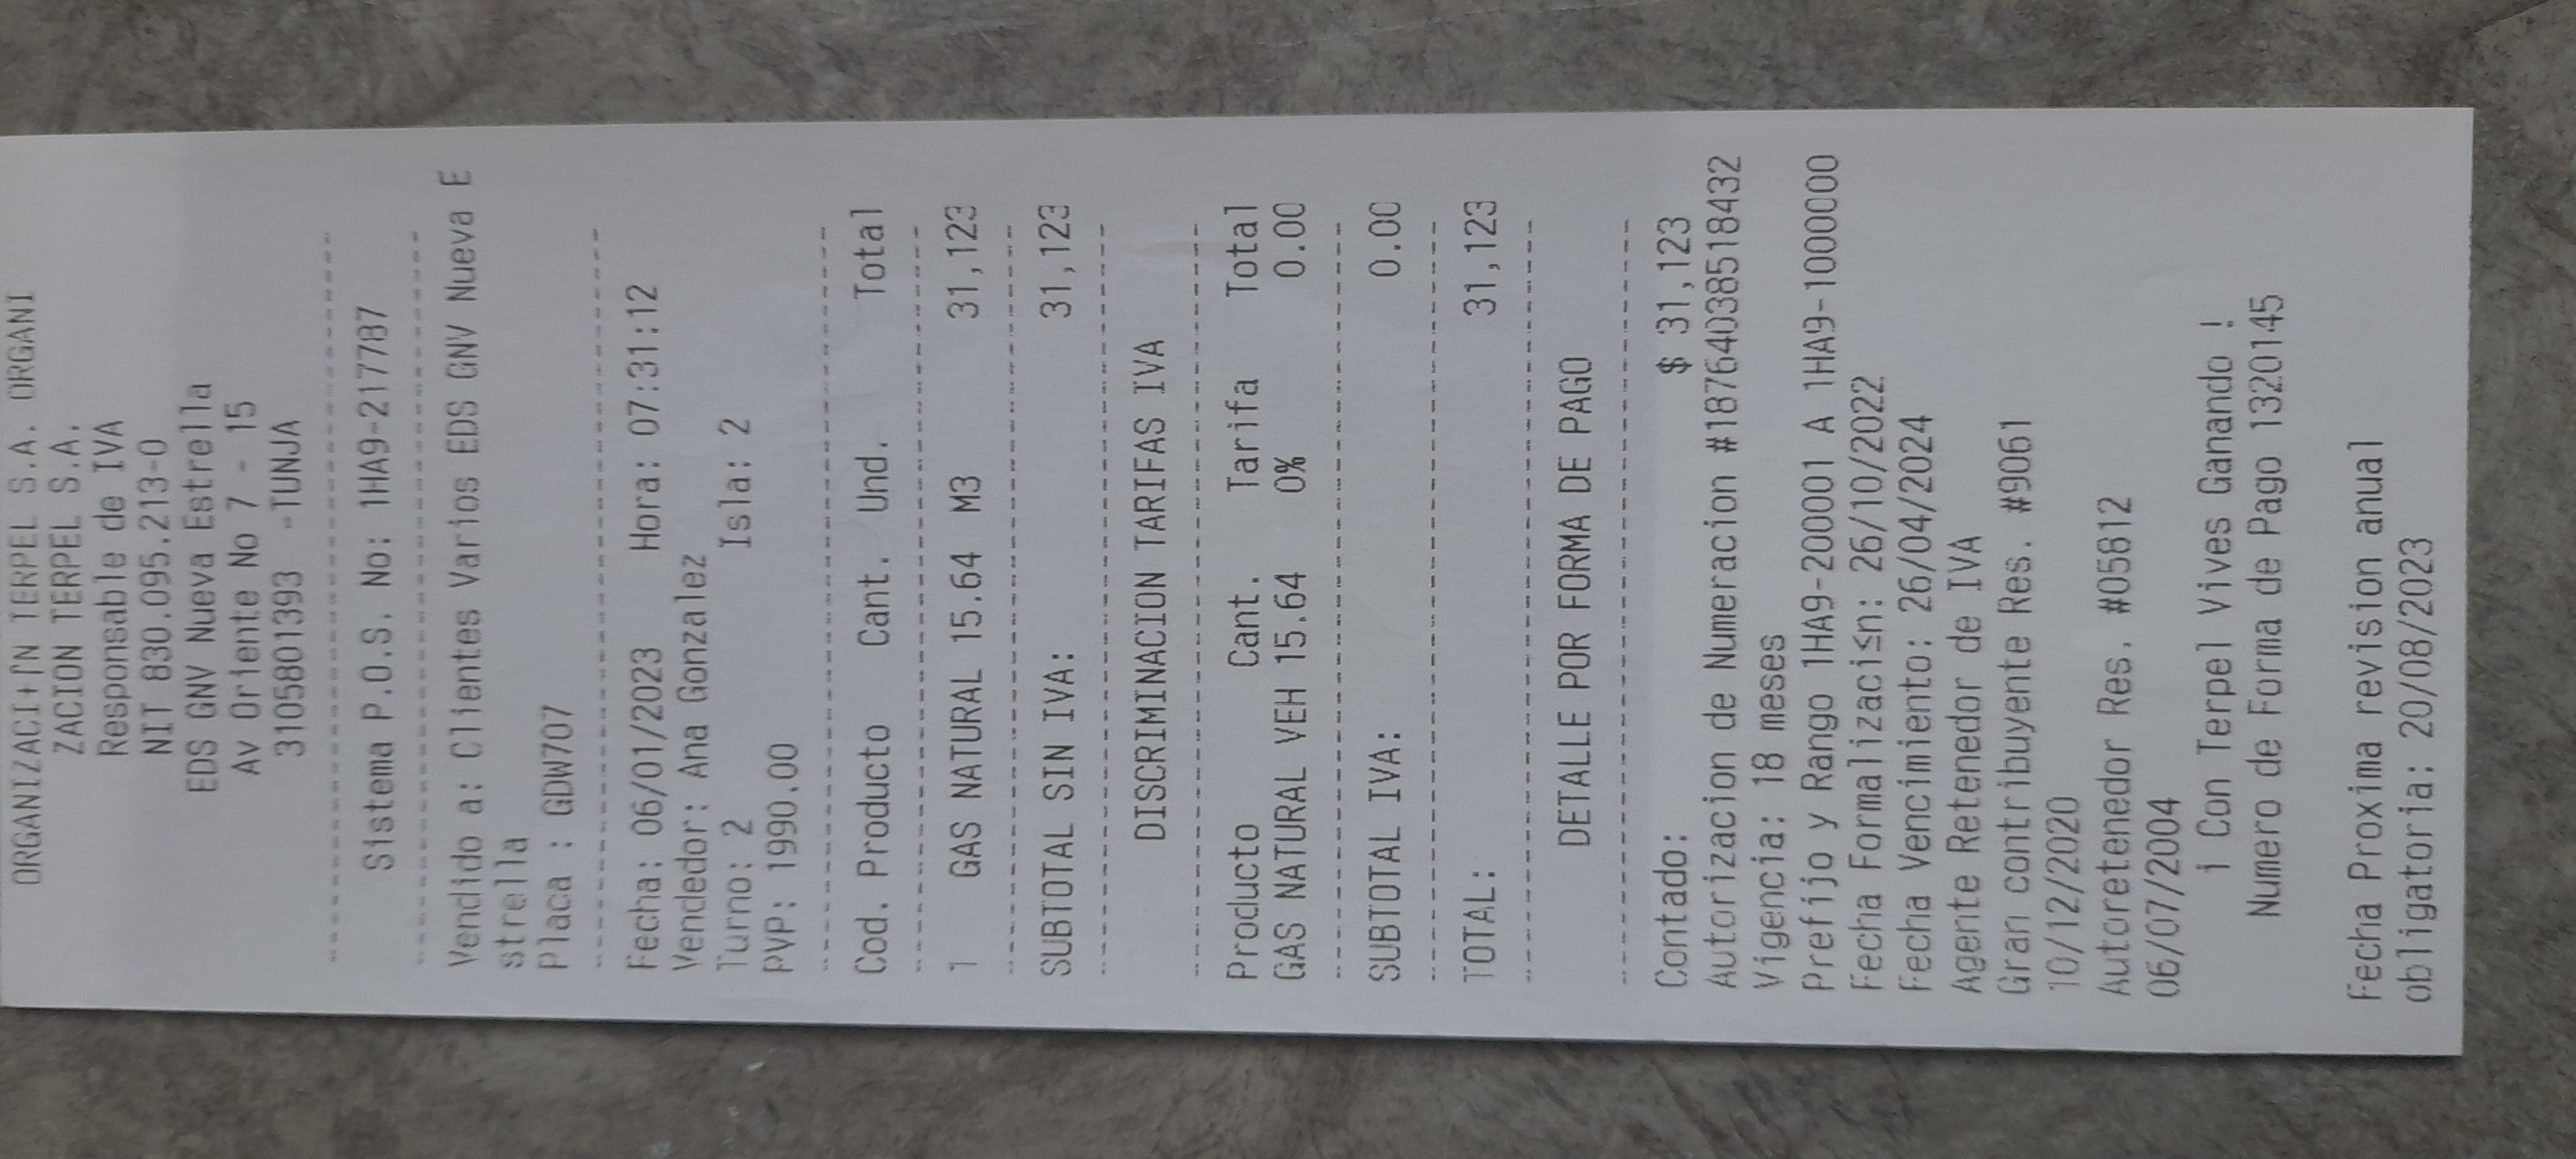 ORGANIZACI+[N TERPEL S.A. ORGANI
ZACION TERPEL S.A.
Responsable de IVA
NIT 830.095.213-0
EDS GNV Nueva Estrella
Av Oriente No 7 - 15
3105801393 -TUNJA
Sistema P.O.S. No: 1HA9-217787
Vendido a: Clientes Varios EDS GNV Nueva E
strella
Placa : GDW707
Fecha: 06/01/2023 Hora: 07:31:12
Vendedor: Ana Gonzalez
Turno: 2 Isla: 2
PVP: 1990.00
Cod. Producto Cant. Und. Total
1 GAS NATURAL 15.64 M3 31,123
SUBTOTAL SIN IVA: 31,123
DISCRIMINACION TARIFAS IVA
Producto Cant. Tarifa Total
GAS NATURAL VEH 15.64 0% 0.00
SUBTOTAL IVA: 0.00
TOTAL: 31,123
DETALLE POR FORMA DE PAGO
Contado: $ 31,123
Autorizacion de Numeracion #18764038518432
Vigencia: 18 meses
Prefijo y Rango 1HA9-200001 A 1HA9-1000000
Fecha Formalizaci≤n: 26/10/2022
Fecha Vencimiento: 26/04/2024
Agente Retenedor de IVA
Gran contribuyente Res. #9061
10/12/2020
Autoretenedor Res. #05812
06/07/2004
¡ Con Terpel Vives Ganando !
Numero de Forma de Pago 1320145
Fecha Proxima revision anual
obligatoria: 20/08/2023